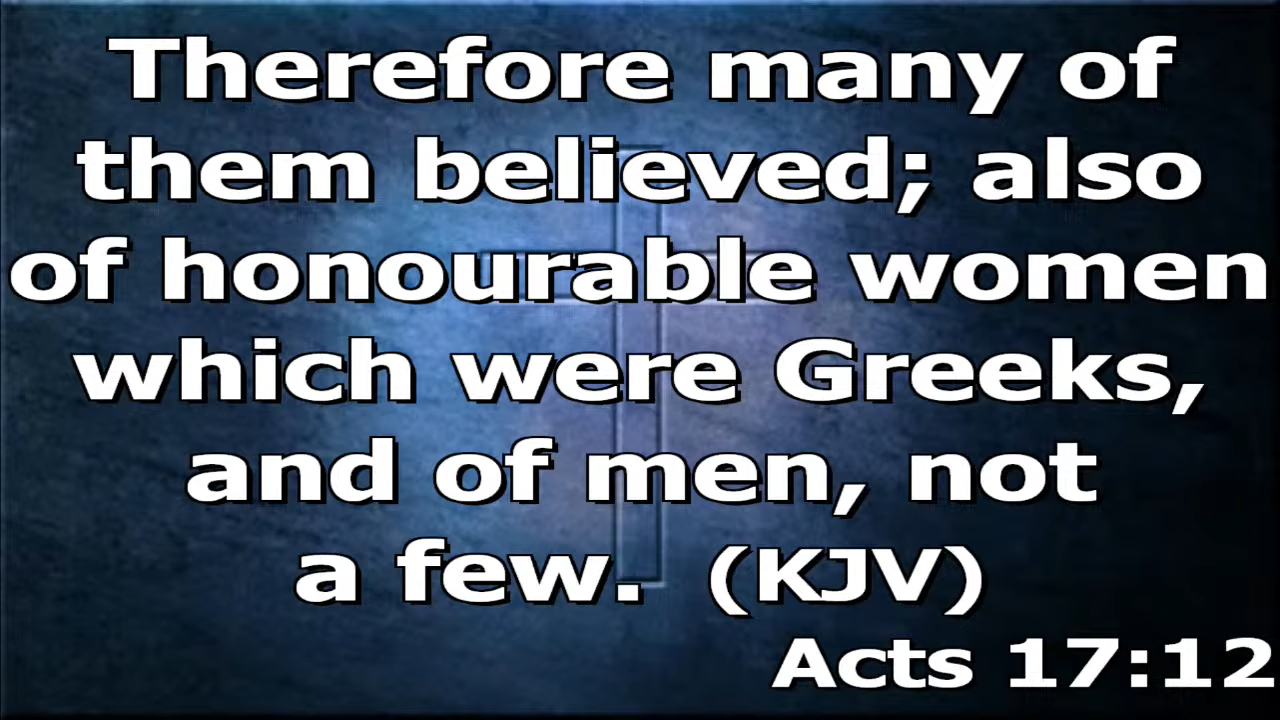 Therefore many of
them believed; also
of honourable women
which were Greeks,
and of men, not
a few. (KJV)
Acts 17:12